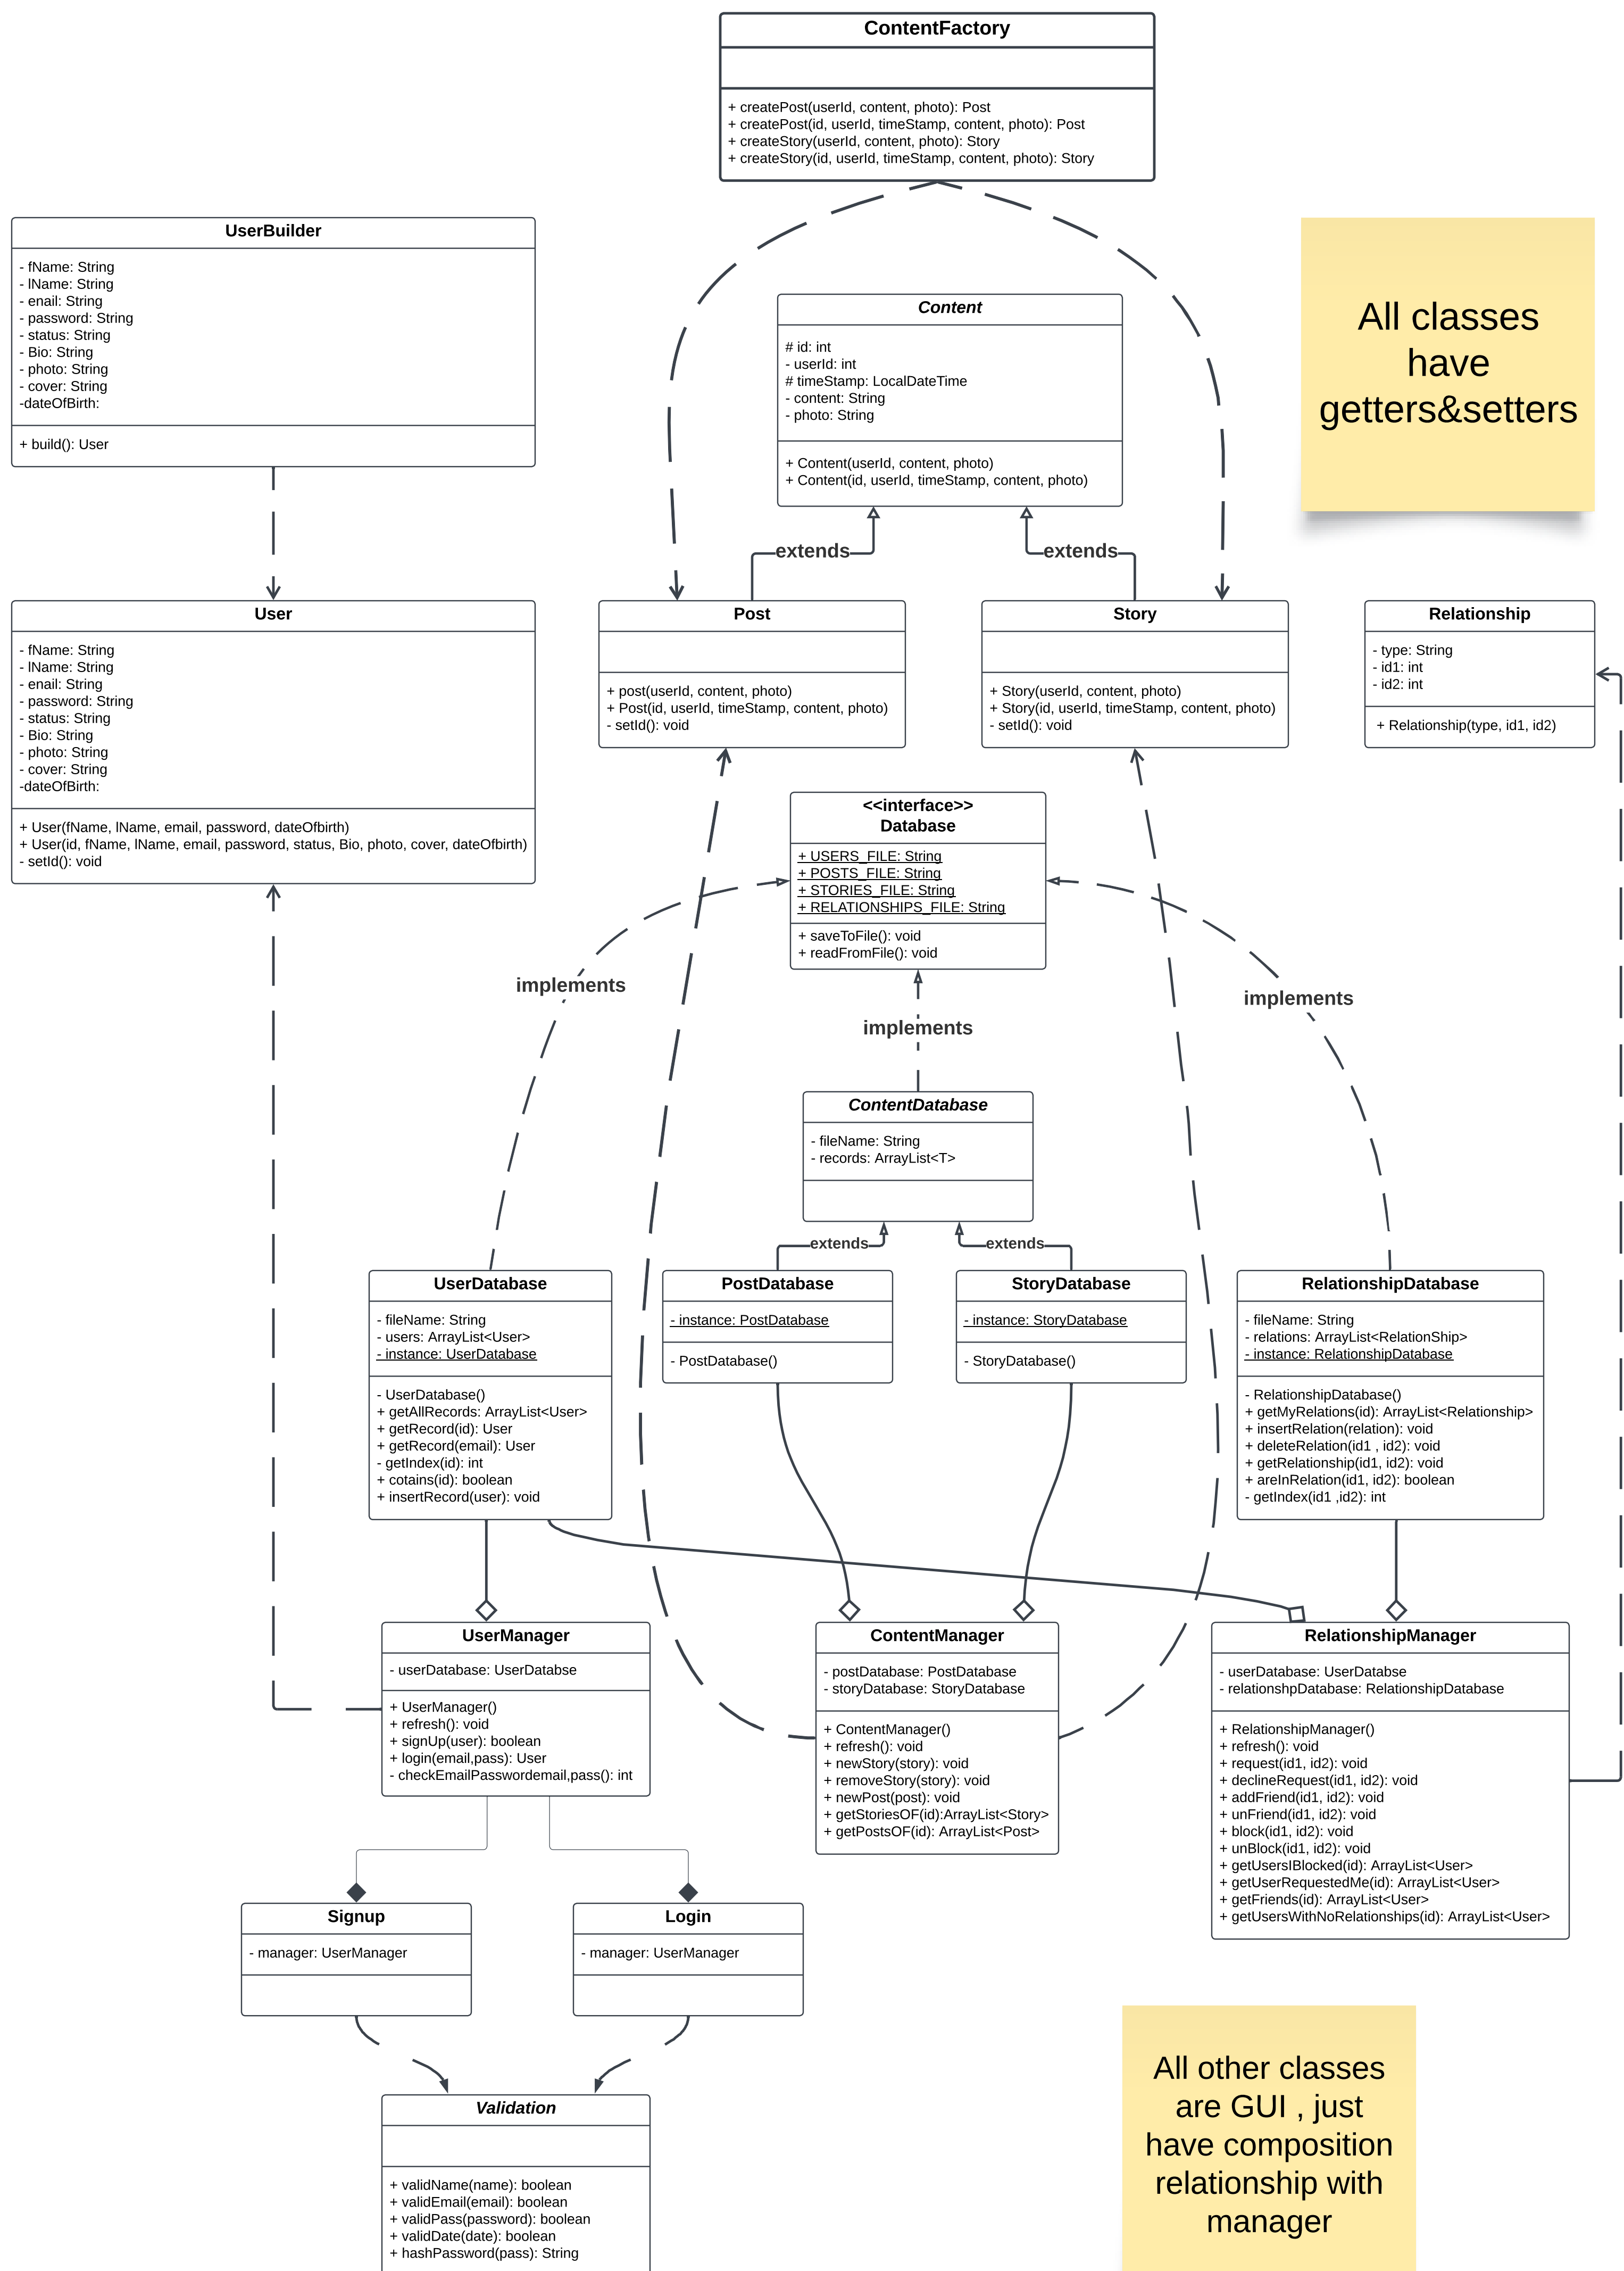 ContentFactory
+ createPost(userId, content, photo): Post
+ createPost(id, userId, timeStamp, content, photo): Post
+ createStory(userId, content, photo): Story
+ createStory(id, userId, timeStamp, content, photo): Story
UserBuilder
- fName: String
- lName: String
- enail: String
- password: String
- status: String
- Bio: String
- photo: String
- cover: String
-dateOfBirth:
+ build(): User
Content
# id: int
- userId: int
# timeStamp: LocalDateTime
- content: String
- photo: String
+ Content(userId, content, photo)
+ Content(id, userId, timeStamp, content, photo)
All classes
have
getters&setters
extends
extends
User
- fName: String
- lName: String
- enail: String
- password: String
- status: String
- Bio: String
- photo: String
- cover: String
-dateOfBirth:
+ User(fName, lName, email, password, dateOfbirth)
+ User(id, fName, lName, email, password, status, Bio, photo, cover, dateOfbirth)
- setId(): void
Post
+ post(userId, content, photo)
+ Post(id, userId, timeStamp, content, photo)
- setId(): void
Story
+ Story(userId, content, photo)
+ Story(id, userId, timeStamp, content, photo)
- setId(): void
Relationship
- type: String
- id1: int
- id2: int
+ Relationship(type, id1, id2)
<<interface>>
Database
+ USERS_FILE: String
+ POSTS_FILE: String
+ STORIES_FILE: String
+ RELATIONSHIPS_FILE: String
+ saveToFile(): void
+ readFromFile(): void
implements
implements
implements
ContentDatabase
- fileName: String
- records: ArrayList<T>
extends
extends
UserDatabase
- fileName: String
- users: ArrayList<User>
- instance: UserDatabase
- UserDatabase()
+ getAllRecords: ArrayList<User>
+ getRecord(id): User
+ getRecord(email): User
- getIndex(id): int
+ cotains(id): boolean
+ insertRecord(user): void
PostDatabase
- instance: PostDatabase
- PostDatabase()
StoryDatabase
- instance: StoryDatabase
- StoryDatabase()
RelationshipDatabase
- fileName: String
- relations: ArrayList<RelationShip>
- instance: RelationshipDatabase
- RelationshipDatabase()
+ getMyRelations(id): ArrayList<Relationship>
+ insertRelation(relation): void
+ deleteRelation(id1 , id2): void
+ getRelationship(id1, id2): void
+ areInRelation(id1, id2): boolean
- getIndex(id1 ,id2): int
UserManager
- userDatabase: UserDatabse
+ UserManager()
+ refresh(): void
+ signUp(user): boolean
+ login(email,pass): User
- checkEmailPasswordemail,pass(): int
ContentManager
- postDatabase: PostDatabase
- storyDatabase: StoryDatabase
+ ContentManager()
+ refresh(): void
+ newStory(story): void
+ removeStory(story): void
+ newPost(post): void
+ getStoriesOF(id):ArrayList<Story>
+ getPostsOF(id): ArrayList<Post>
RelationshipManager
- userDatabase: UserDatabse
- relationshpDatabase: RelationshipDatabase
+ RelationshipManager()
+ refresh(): void
+ request(id1, id2): void
+ declineRequest(id1, id2): void
+ addFriend(id1, id2): void
+ unFriend(id1, id2): void
+ block(id1, id2): void
+ unBlock(id1, id2): void
+ getUsersIBlocked(id): ArrayList<User>
+ getUserRequestedMe(id): ArrayList<User>
+ getFriends(id): ArrayList<User>
+ getUsersWithNoRelationships(id): ArrayList<User>
Signup
- manager: UserManager
Login
- manager: UserManager
Validation
+ validName(name): boolean
+ validEmail(email): boolean
+ validPass(password): boolean
+ validDate(date): boolean
+ hashPassword(pass): String
All other classes
are GUI , just
have composition
relationship with
manager